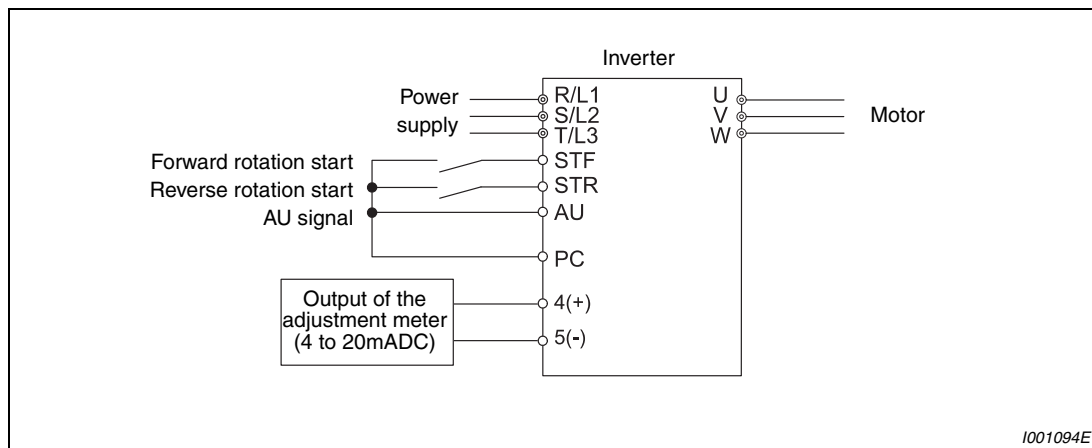 Inverter
Power
supply
R/L1
S/L2
T/L3
U
V
W
Motor
Forward rotation start
STF
Reverse rotation start
STR
AU signal
AU
PC
Output of the
adjustment meter
(4 to 20mADC)
4(+)
5(-)
I001094E